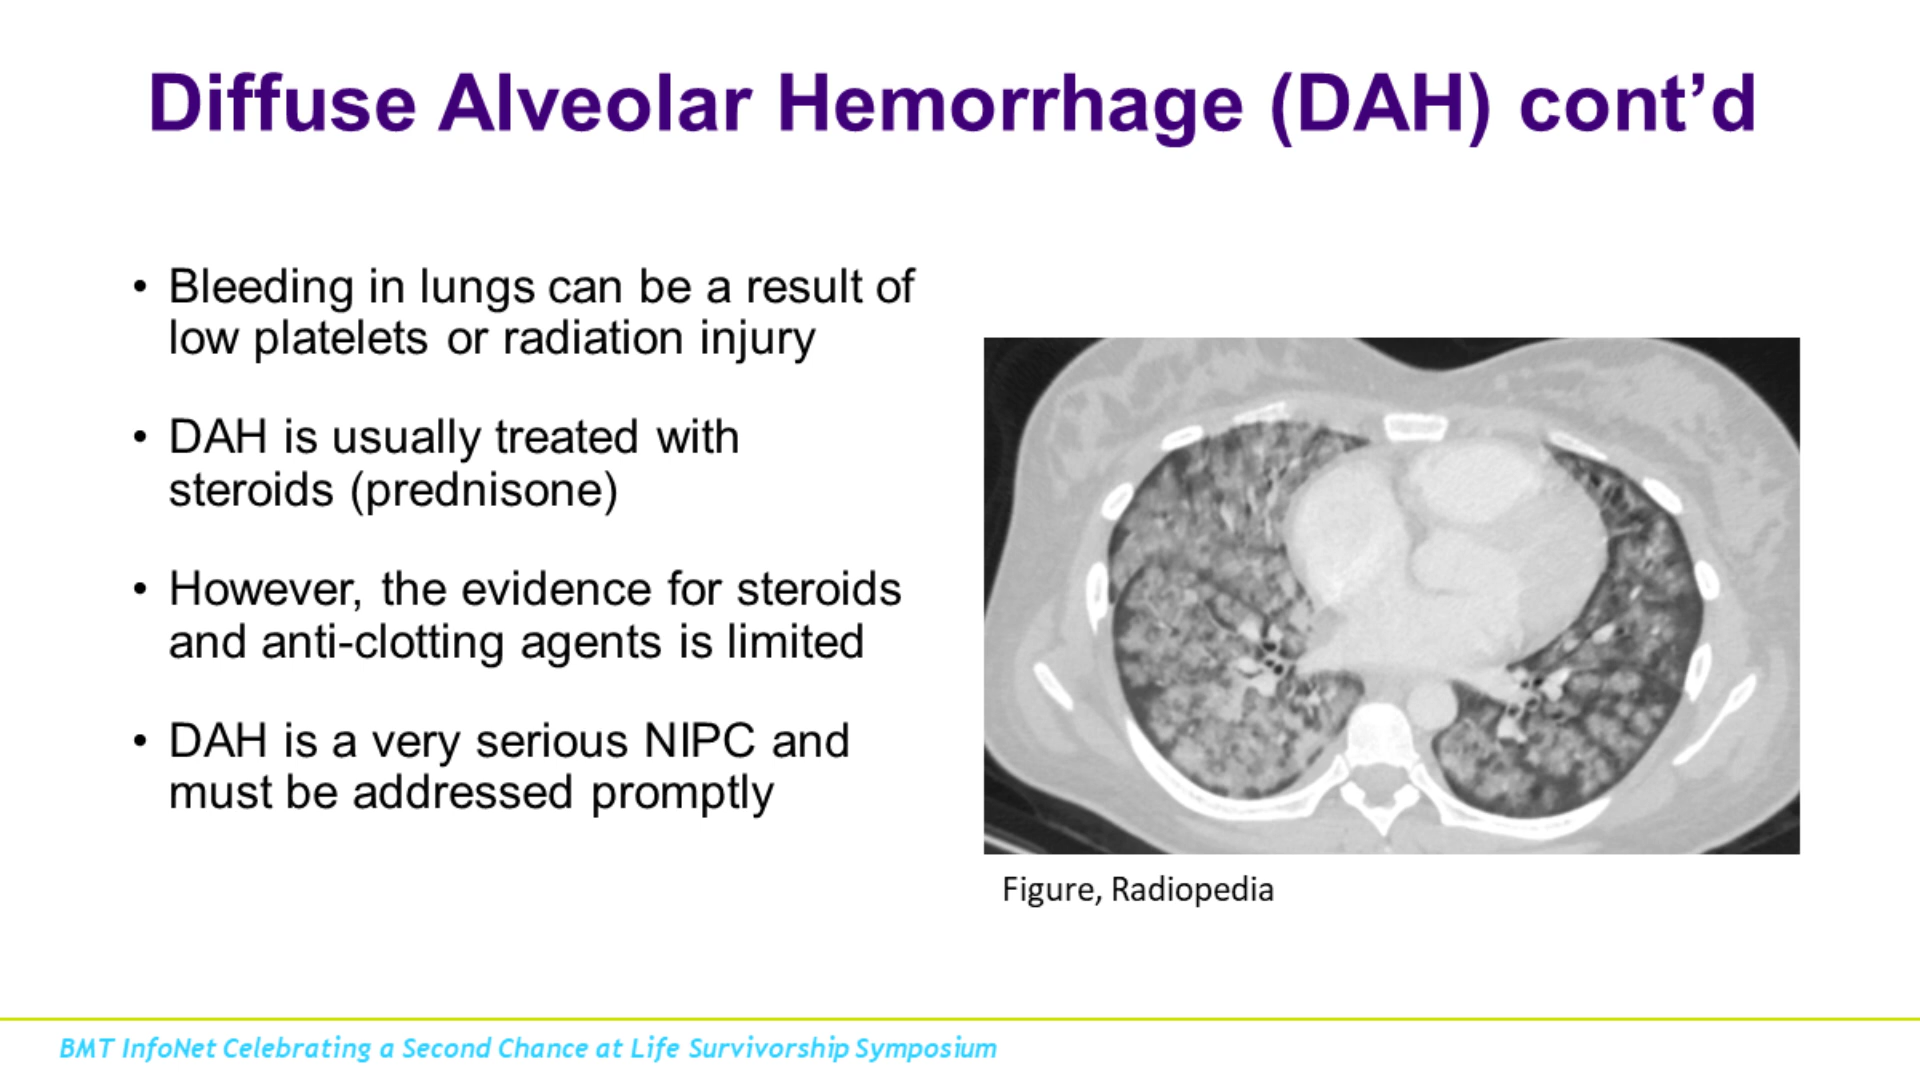 Diffuse Alveolar Hemorrhage (DAH) cont’d
• Bleeding in lungs can be a result of
low platelets or radiation injury
• DAH is usually treated with
steroids (prednisone)
• However, the evidence for steroids
and anti-clotting agents is limited
• DAH is a very serious NIPC and
must be addressed promptly
Figure, Radiopedia
BMT InfoNet Celebrating a Second Chance at Life Survivorship Symposium